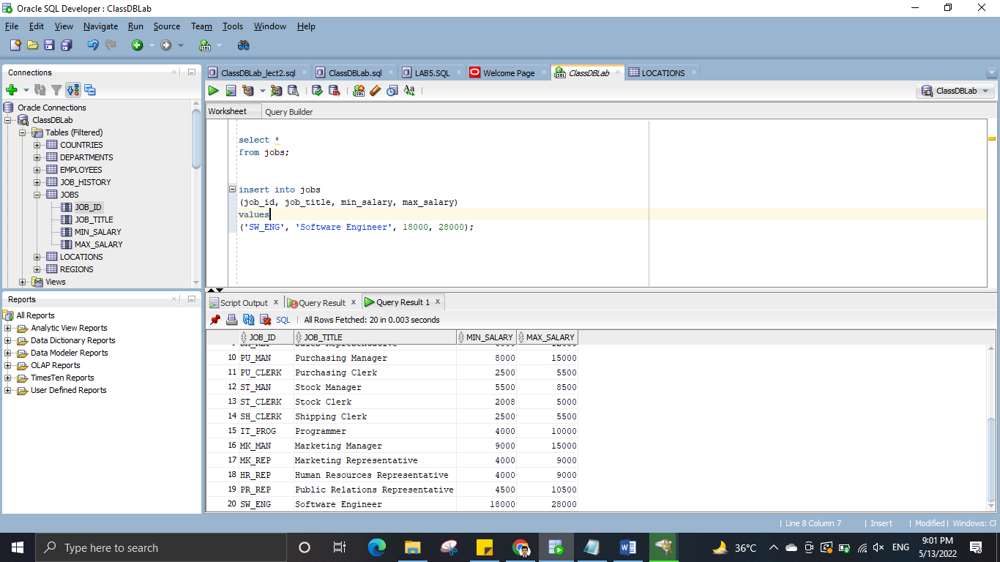 Oracle SQL Developer : ClassDBLab
File Edit View Navigate Run Source Team Tools Window Help
Connections
Oracle Connections
ClassDBLab
Tables (Filtered)
COUNTRIES
DEPARTMENTS
EMPLOYEES
JOB_HISTORY
JOBS
JOB_ID
JOB_TITLE
MIN_SALARY
MAX_SALARY
LOCATIONS
REGIONS
Views
Reports
All Reports
Analytic View Reports
Data Dictionary Reports
Data Modeler Reports
OLAP Reports
TimesTen Reports
User Defined Reports
ClassDBLab_lect2.sql ClassDBLab.sql LAB5.SQL Welcome Page ClassDBLab LOCATIONS
ClassDBLab
Worksheet Query Builder
select *
from jobs;
insert into jobs
(job_id, job_title, min_salary, max_salary)
values
('SW_ENG', 'Software Engineer', 18000, 28000);
Script Output Query Result Query Result 1
SQL All Rows Fetched: 20 in 0.003 seconds
JOB_ID JOB_TITLE MIN_SALARY MAX_SALARY
10 PU_MAN Purchasing Manager 8000 15000
11 PU_CLERK Purchasing Clerk 2500 5500
12 ST_MAN Stock Manager 5500 8500
13 ST_CLERK Stock Clerk 2008 5000
14 SH_CLERK Shipping Clerk 2500 5500
15 IT_PROG Programmer 4000 10000
16 MK_MAN Marketing Manager 9000 15000
17 MK_REP Marketing Representative 4000 9000
18 HR_REP Human Resources Representative 4000 9000
19 PR_REP Public Relations Representative 4500 10500
20 SW_ENG Software Engineer 18000 28000
Line 8 Column 7 Insert Modified Windows: CF
Type here to search
36°C ENG
9:01 PM
5/13/2022